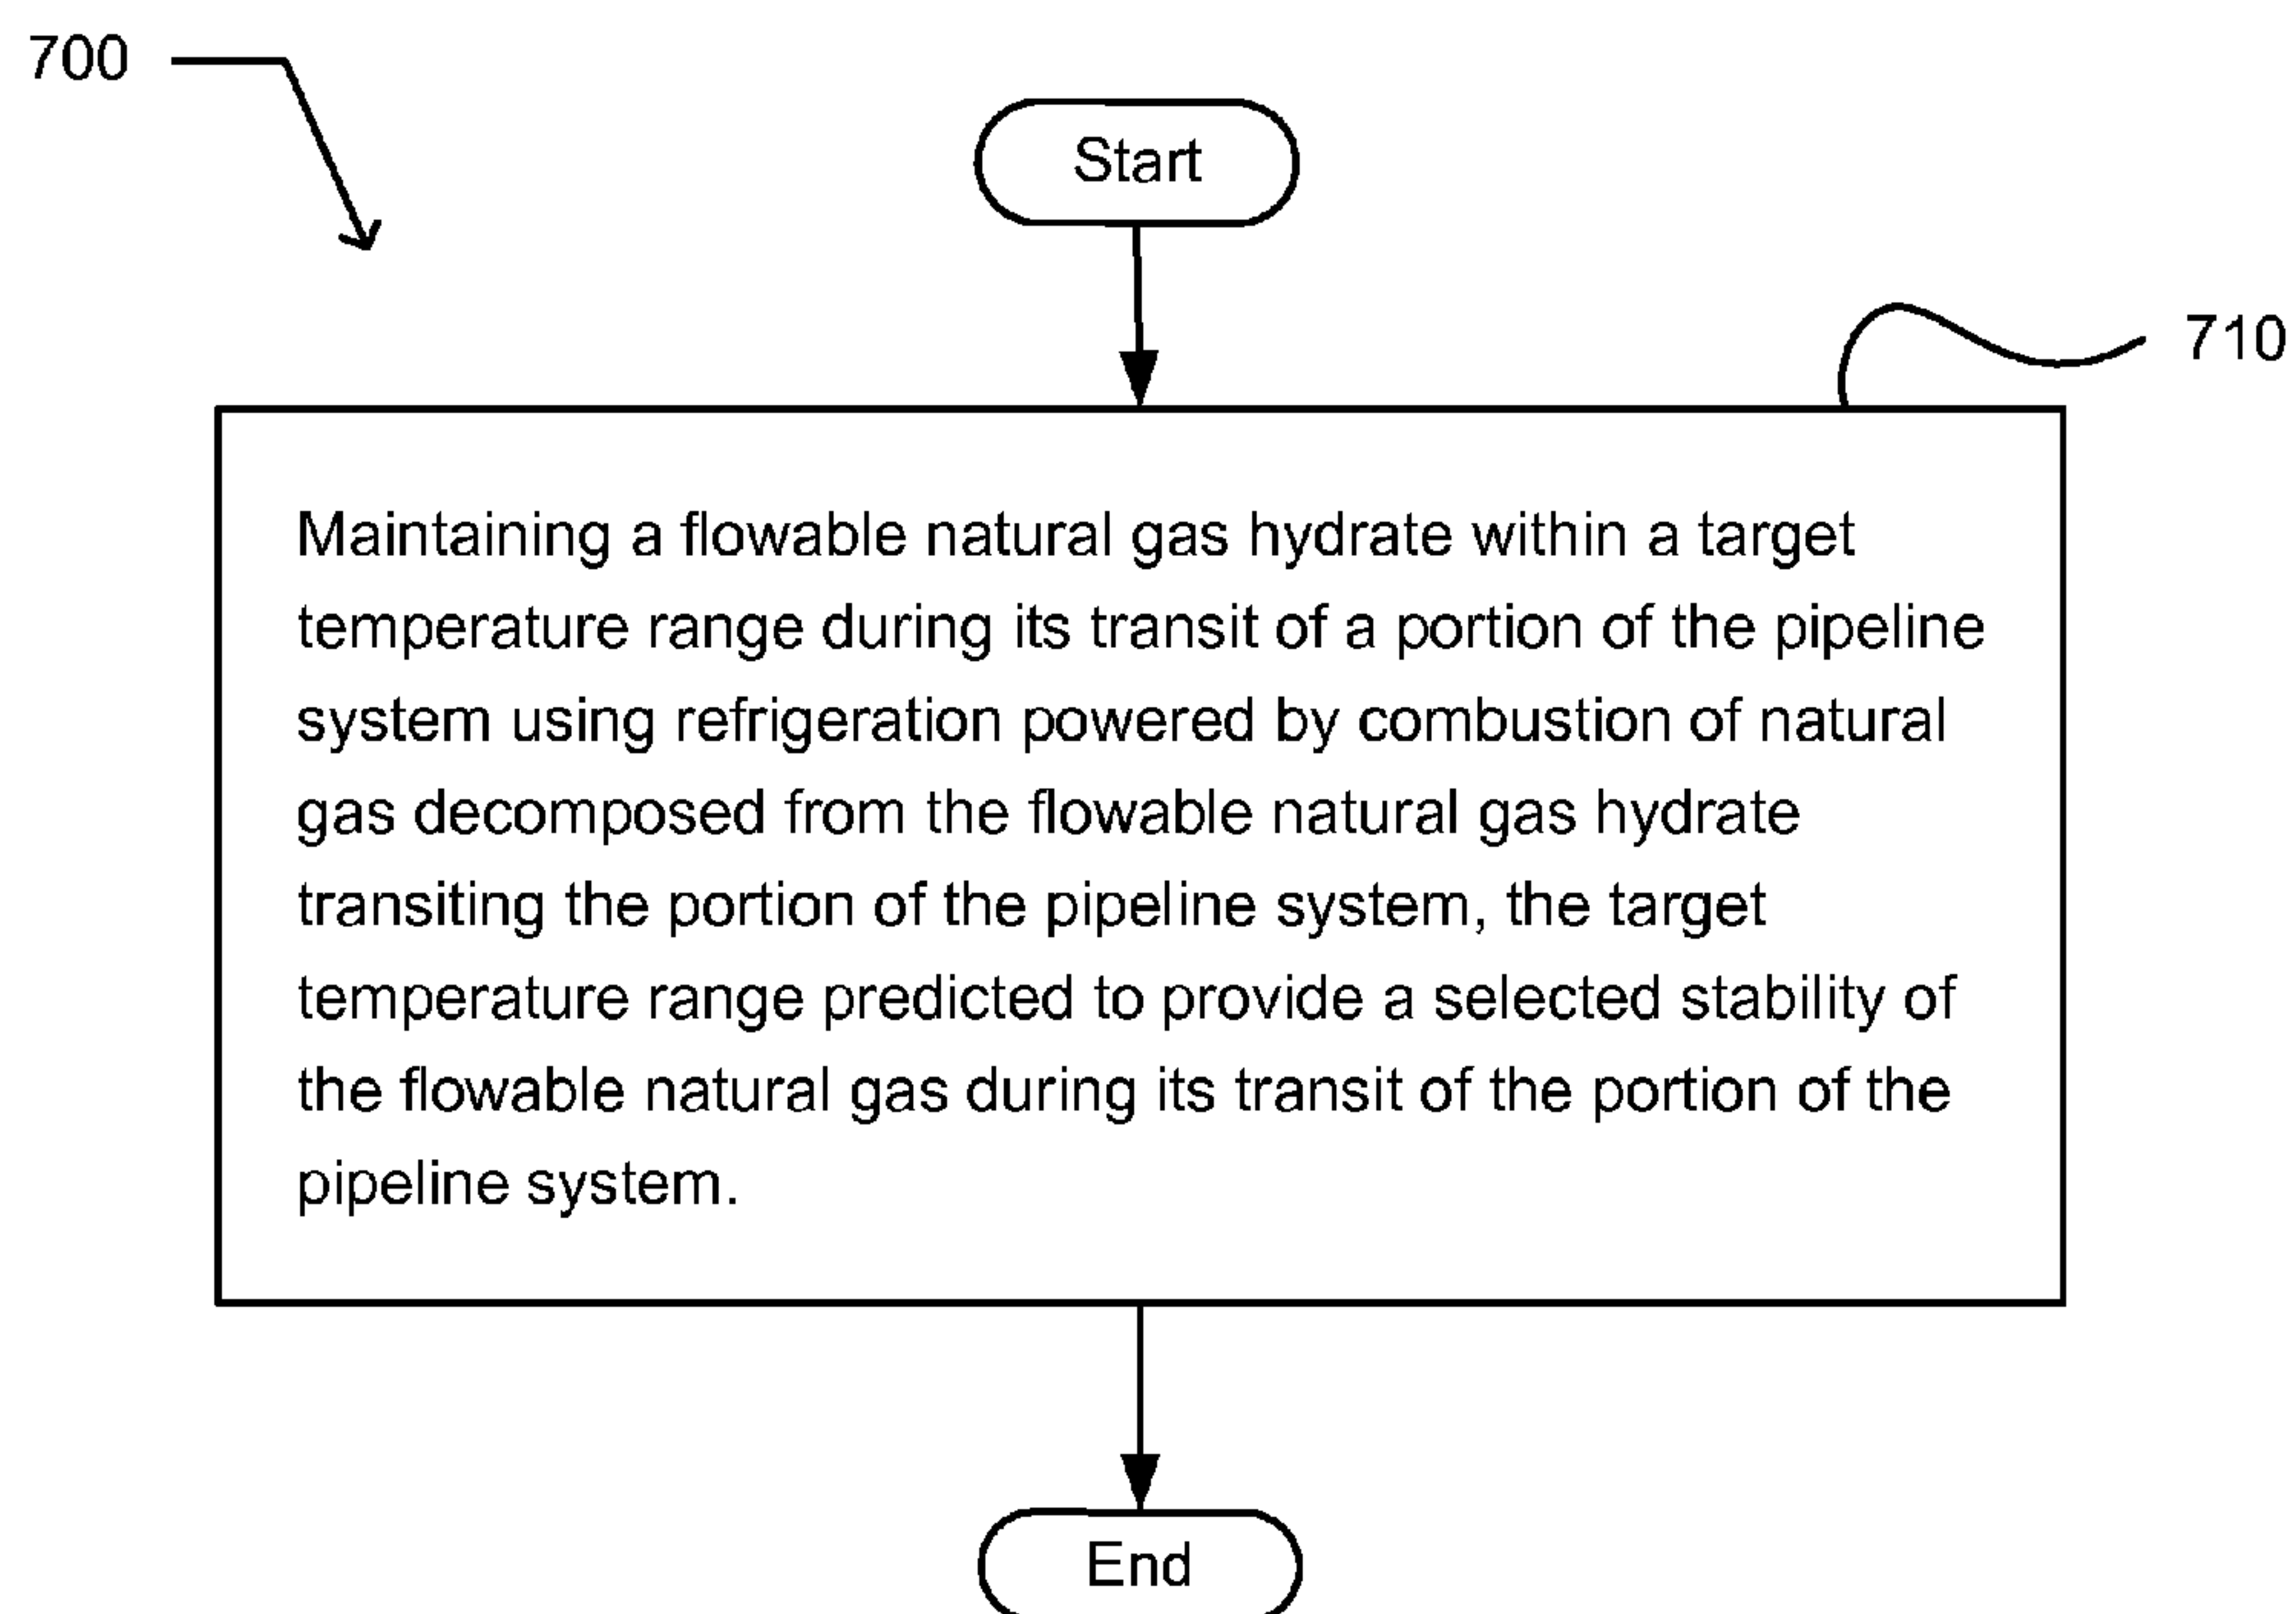 700
Start
710
Maintaining a flowable natural gas hydrate within a target
temperature range during its transit of a portion of the pipeline
system using refrigeration powered by combustion of natural
gas decomposed from the flowable natural gas hydrate
transiting the portion of the pipeline system, the target
temperature range predicted to provide a selected stability of
the flowable natural gas during its transit of the portion of the
pipeline system.
End